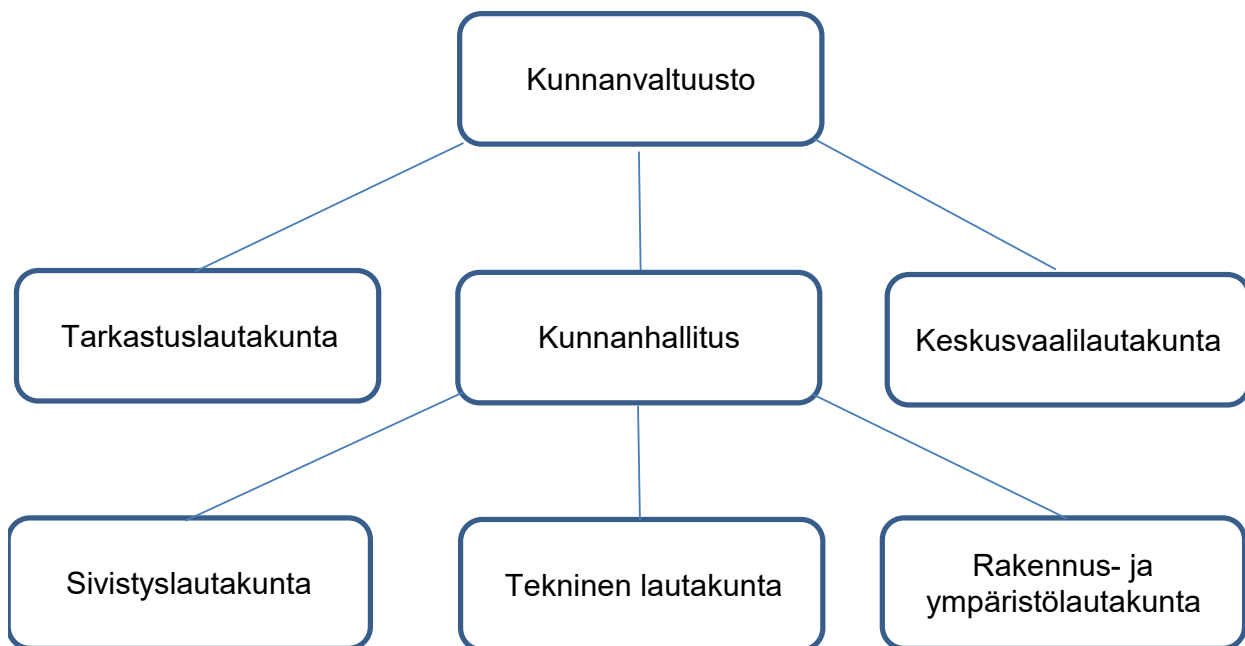 Kunnanvaltuusto
Tarkastuslautakunta
Kunnanhallitus
Keskusvaalilautakunta
Sivistyslautakunta
Tekninen lautakunta
Rakennus- ja
ympäristölautakunta